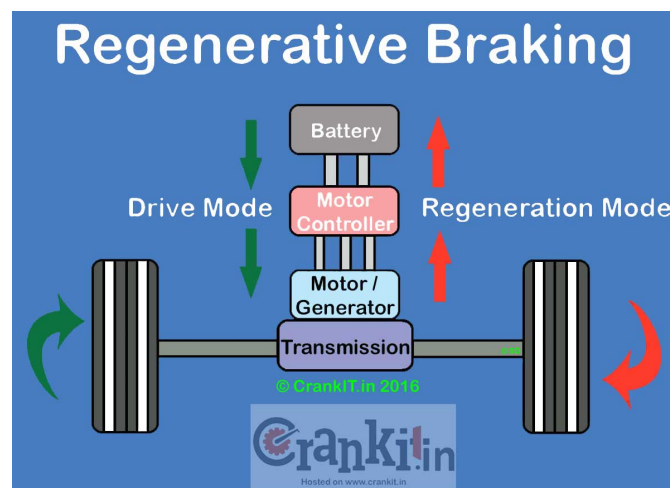 Regenerative Braking
Battery
Drive Mode
Motor
Controller
Regeneration Mode
Motor /
Generator
Transmission
© CrankIT.in 2016
Crankit.in
Hosted on www.crankit.in